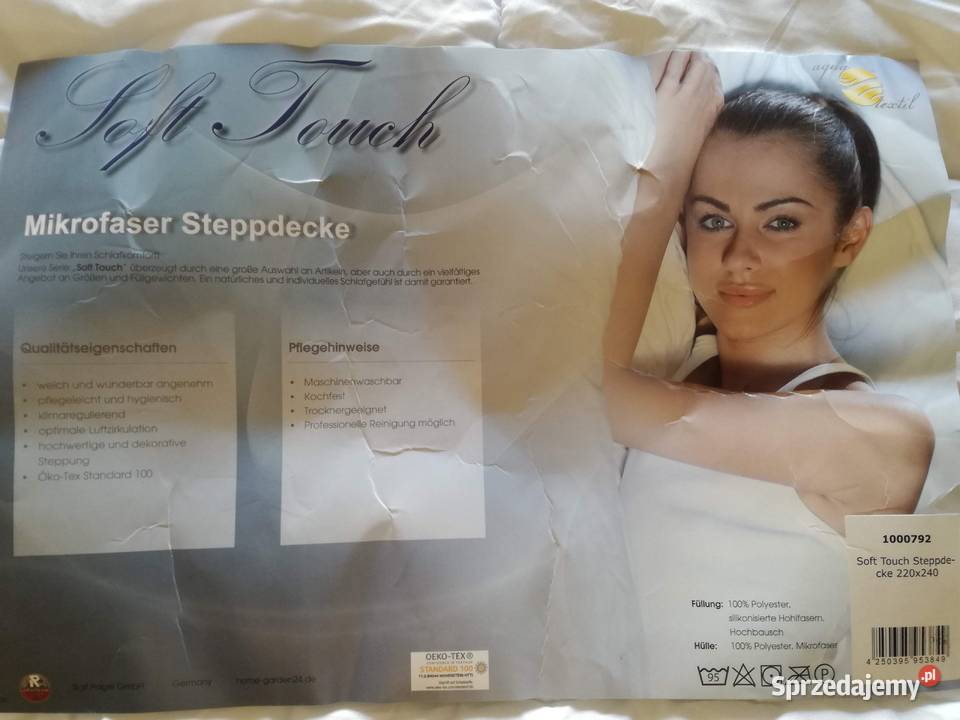 Soft Touch
aqua
textil
Mikrofaser Steppdecke
Steigern Sie Ihren Schlafkomfort!
Unsere Serie „Soft Touch" überzeugt durch eine große Auswahl an Artikeln, aber auch durch ein vielfältiges
Angebot an Größen und Füllgewichten. Ein natürliches und individuelles Schlafgefühl ist damit garantiert.
Qualitätseigenschaften
• weich und wunderbar angenehm
• pflegeleicht und hygienisch
• klimaregulierend
• optimale Luftzirkulation
• hochwertige und dekorative
Steppung
• Öko-Tex Standard 100
Pflegehinweise
• Maschinenwaschbar
• Kochfest
• Trocknergeeignet
• Professionelle Reinigung möglich
1000792
Soft Touch Steppde-
cke 220x240
4 250395 953849
Füllung: 100% Polyester,
silikonisierte Hohlfasern,
Hochbausch
Hülle: 100% Polyester, Mikrofaser
95
P
OEKO-TEX®
STANDARD 100
R
GmbH Germany home-garden24.de
Sprzedajemy.pl